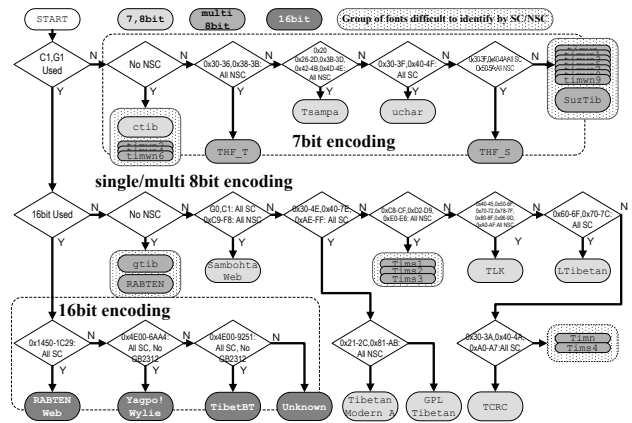 START
7,8bit
multi
8bit
16bit
Group of fonts difficult to identify by SC/NSC
C1,G1
Used
N
No NSC
N
0x30-36,0x38-3B:
All NSC
N
0x20
0x26-2D,0x3B-3D,
0x42-4B,0x4D-4E:
All NSC
N
0x30-3F,0x40-4F:
All SC
N
N
timwn9
SuzTib
Y
Y
Y
Y
Y
Y
ctib
timwn6
THF_T
Tsampa
uchar
THF_S
7bit encoding
single/multi 8bit encoding
16bit Used
N
No NSC
N
G0,C1: All SC
0xC9-F8: All NSC
N
0x30-4E,0x40-7E,
0xAE-FF: All SC
N
0xC8-CF,0xD2-D9,
0xE0-E6: All NSC
N
N
0x60-6F,0x70-7C:
All SC
N
Y
Y
Y
Y
Y
Y
Y
gtib
RABTEN
Sambohta
Web
Tims1
Tims2
Tims3
TLK
LTibetan
16bit encoding
0x1450-1C29:
All SC
N
0x4E00-6AA4:
All SC, No
GB2312
N
0x4E00-9251:
All SC, No
GB2312
N
0x21-2C,0x81-AB:
All NSC
N
0x30-3A,0x40-4A,
0xA0-A7:All SC
N
Timn
Tims4
Y
Y
Y
Y
Y
RABTEN
Web
Yagpo!
Wylie
TibetBT
Unknown
Tibetan
Modern A
GPL
Tibetan
TCRC